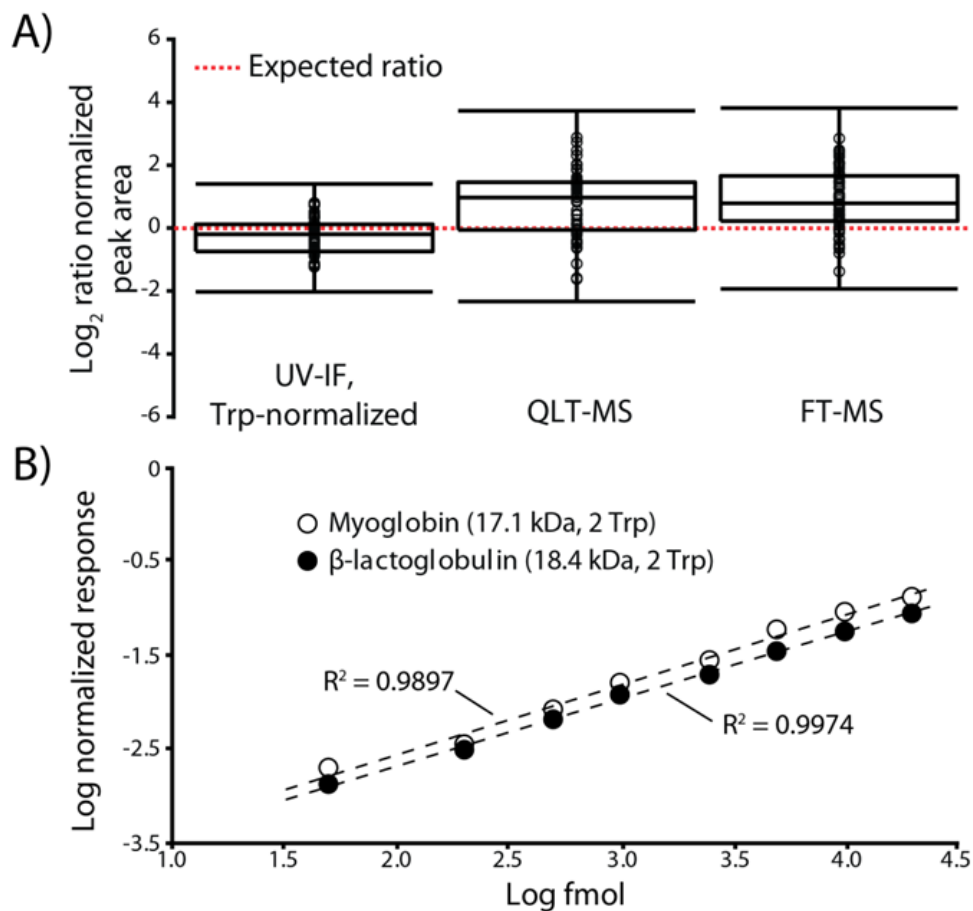 A)
Log₂ ratio normalized
peak area
6
4
2
0
-2
-4
-6
Expected ratio
UV-IF,
Trp-normalized
QLT-MS
FT-MS
B)
Log normalized response
0
-0.5
-1.5
-2.5
-3.5
Myoglobin (17.1 kDa, 2 Trp)
β-lactoglobulin (18.4 kDa, 2 Trp)
R² = 0.9897
R² = 0.9974
1.0 1.5 2.0 2.5 3.0 3.5 4.0 4.5
Log fmol